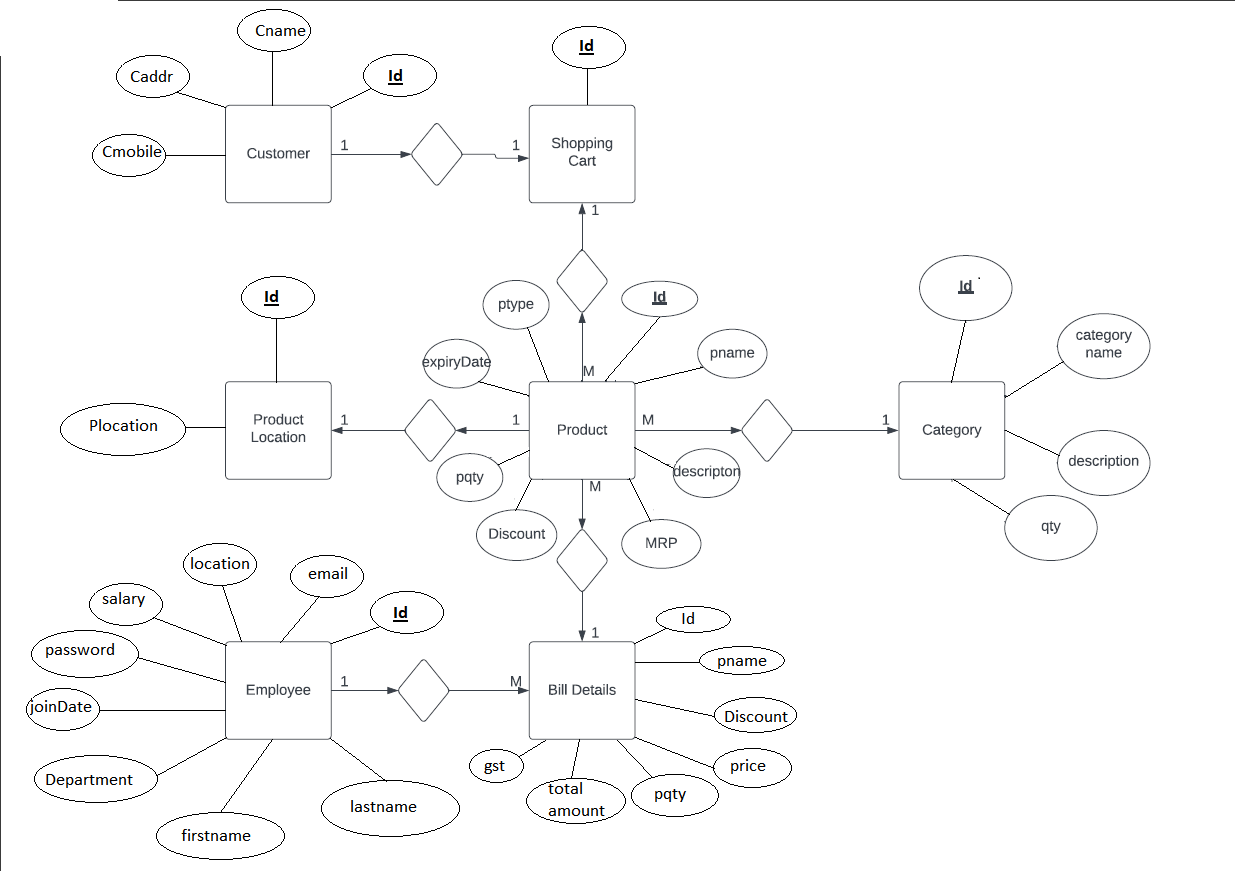 Cname
Id
Caddr
Id
Cmobile
Customer
1
1
Shopping
Cart
1
Id
ptype
Id
Id
category
name
expiryDate
pname
M
Plocation
Product
Location
1
1
Product
M
1
Category
description
pqty
descripton
M
Discount
MRP
qty
location
email
salary
Id
Id
1
password
pname
Employee
1
M
Bill Details
joinDate
Discount
gst
price
Department
total
amount
pqty
lastname
firstname